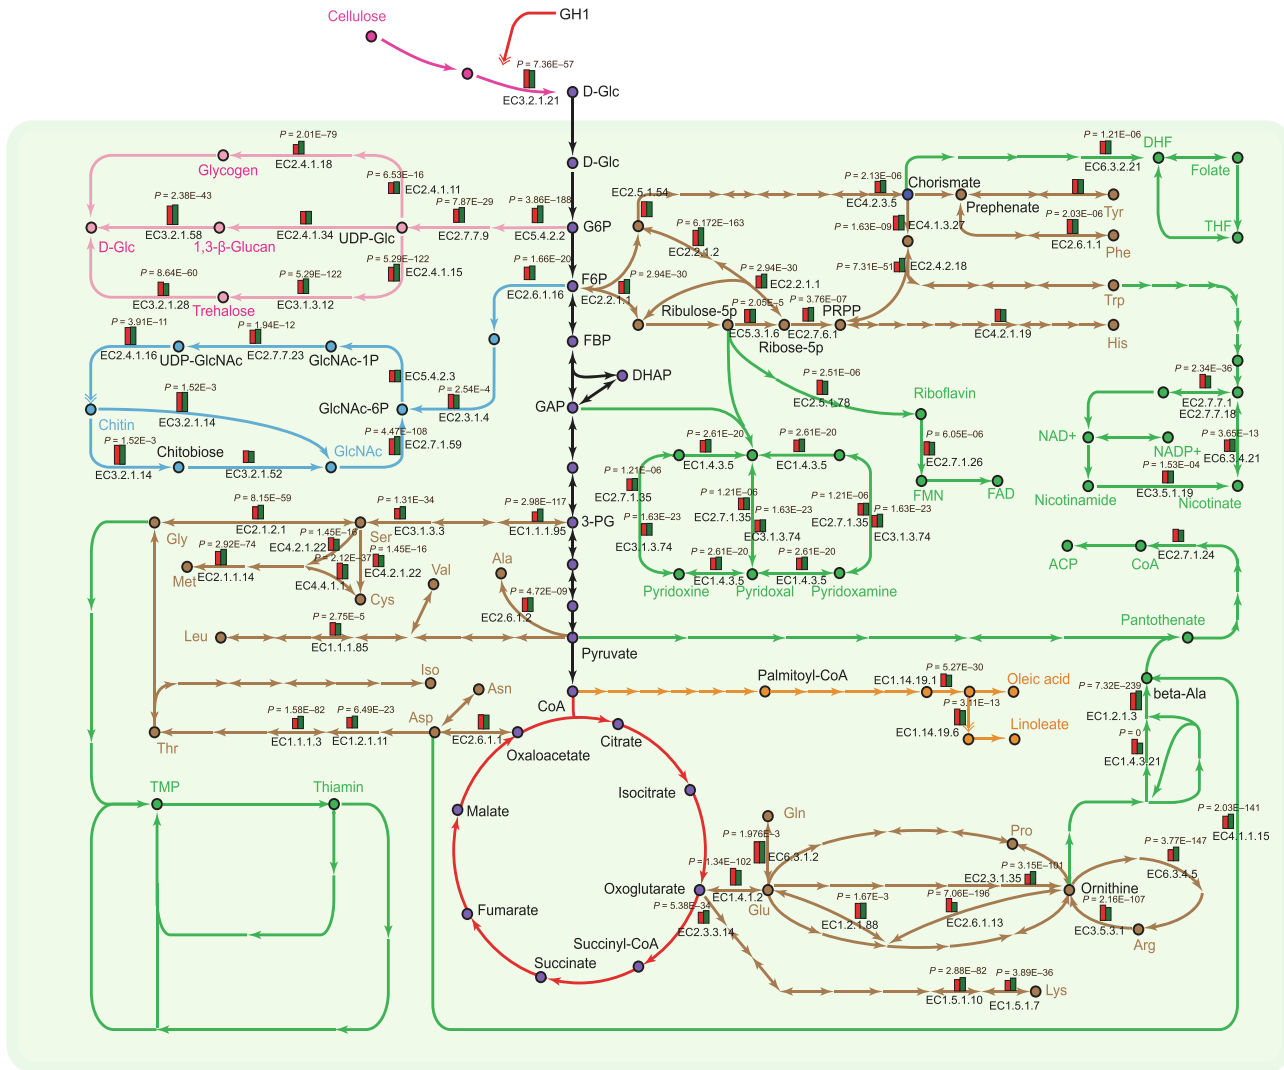 Cellulose
GH1
P = 7.36E–57
EC3.2.1.21
D-Glc
D-Glc
P = 2.01E–79
EC2.4.1.18
Glycogen
P = 6.53E–16
EC2.4.1.11
P = 2.38E–43
EC3.2.1.58
EC2.4.1.34
P = 7.87E–29
EC2.7.7.9
P = 3.86E–188
EC5.4.2.2
G6P
D-Glc
1,3-β-Glucan
UDP-Glc
P = 5.29E–122
EC2.4.1.15
P = 8.64E–60
EC3.2.1.28
P = 5.29E–122
EC3.1.3.12
Trehalose
P = 1.66E–20
EC2.6.1.16
F6P
EC2.2.1.1
P = 2.94E–30
EC2.5.1.54
P = 6.172E–163
EC2.2.1.2
P = 2.94E–30
EC2.2.1.1
P = 2.13E–06
EC4.2.3.5
Chorismate
P = 1.63E–09
EC4.1.3.27
Prephenate
Tyr
P = 2.03E–06
EC2.6.1.1
Phe
P = 1.21E–06
EC6.3.2.21
DHF
Folate
THF
P = 7.31E–51
EC2.4.2.18
Trp
Ribulose-5p
P = 2.05E–5
EC5.3.1.6
P = 3.76E–07
EC2.7.6.1
PRPP
Ribose-5p
EC4.2.1.19
His
P = 3.91E–11
EC2.4.1.16
UDP-GlcNAc
P = 1.94E–12
EC2.7.7.23
GlcNAc-1P
EC5.4.2.3
FBP
DHAP
GAP
P = 1.52E–3
EC3.2.1.14
GlcNAc-6P
P = 2.54E–4
EC2.3.1.4
Chitin
P = 4.47E–108
EC2.7.1.59
P = 1.52E–3
EC3.2.1.14
Chitobiose
EC3.2.1.52
GlcNAc
P = 2.51E–06
EC2.5.1.78
Riboflavin
P = 6.05E–06
EC2.7.1.26
FMN
FAD
P = 2.34E–36
EC2.7.7.1
EC2.7.7.18
NAD+
NADP+
P = 3.65E–13
EC6.3.4.21
P = 1.53E–04
EC3.5.1.19
Nicotinamide
Nicotinate
P = 2.61E–20
EC1.4.3.5
P = 2.61E–20
EC1.4.3.5
P = 1.21E–06
EC2.7.1.35
P = 1.21E–06
EC2.7.1.35
P = 1.21E–06
EC2.7.1.35
P = 1.63E–23
EC3.1.3.74
P = 1.63E–23
EC3.1.3.74
P = 1.63E–23
EC3.1.3.74
P = 2.61E–20
EC1.4.3.5
P = 2.61E–20
EC1.4.3.5
Pyridoxine
Pyridoxal
Pyridoxamine
P = 8.15E–59
EC2.1.2.1
Gly
P = 1.31E–34
EC3.1.3.3
Ser
P = 2.98E–117
EC1.1.1.95
3-PG
P = 1.45E–16
EC4.2.1.22
P = 1.45E–16
EC4.2.1.22
P = 2.92E–74
EC2.1.1.14
Met
P = 2.12E–37
EC4.4.1.1
Cys
Val
Ala
P = 4.72E–09
EC2.6.1.2
Leu
P = 2.75E–5
EC1.1.1.85
Pyruvate
ACP
CoA
EC2.7.1.24
Pantothenate
Iso
Asn
Asp
P = 1.58E–82
EC1.1.1.3
P = 6.49E–23
EC1.2.1.11
EC2.6.1.1
Thr
CoA
Palmitoyl-CoA
P = 5.27E–30
EC1.14.19.1
Oleic acid
P = 3.11E–13
EC1.14.19.6
Linoleate
P = 7.32E–239
EC1.2.1.3
beta-Ala
P = 0
EC1.4.3.21
P = 2.03E–141
EC4.1.1.15
Oxaloacetate
Citrate
Isocitrate
Malate
Oxoglutarate
Fumarate
Succinyl-CoA
Succinate
TMP
Thiamin
Gln
P = 1.976E–3
EC6.3.1.2
P = 1.34E–102
EC1.4.1.2
Glu
P = 5.38E–34
EC2.3.3.14
Pro
P = 3.15E–101
EC2.3.1.35
P = 1.67E–3
EC1.2.1.88
P = 7.06E–196
EC2.6.1.13
Ornithine
P = 3.77E–147
EC6.3.4.5
P = 2.16E–107
EC3.5.3.1
Arg
P = 2.88E–82
EC1.5.1.10
P = 3.89E–36
EC1.5.1.7
Lys